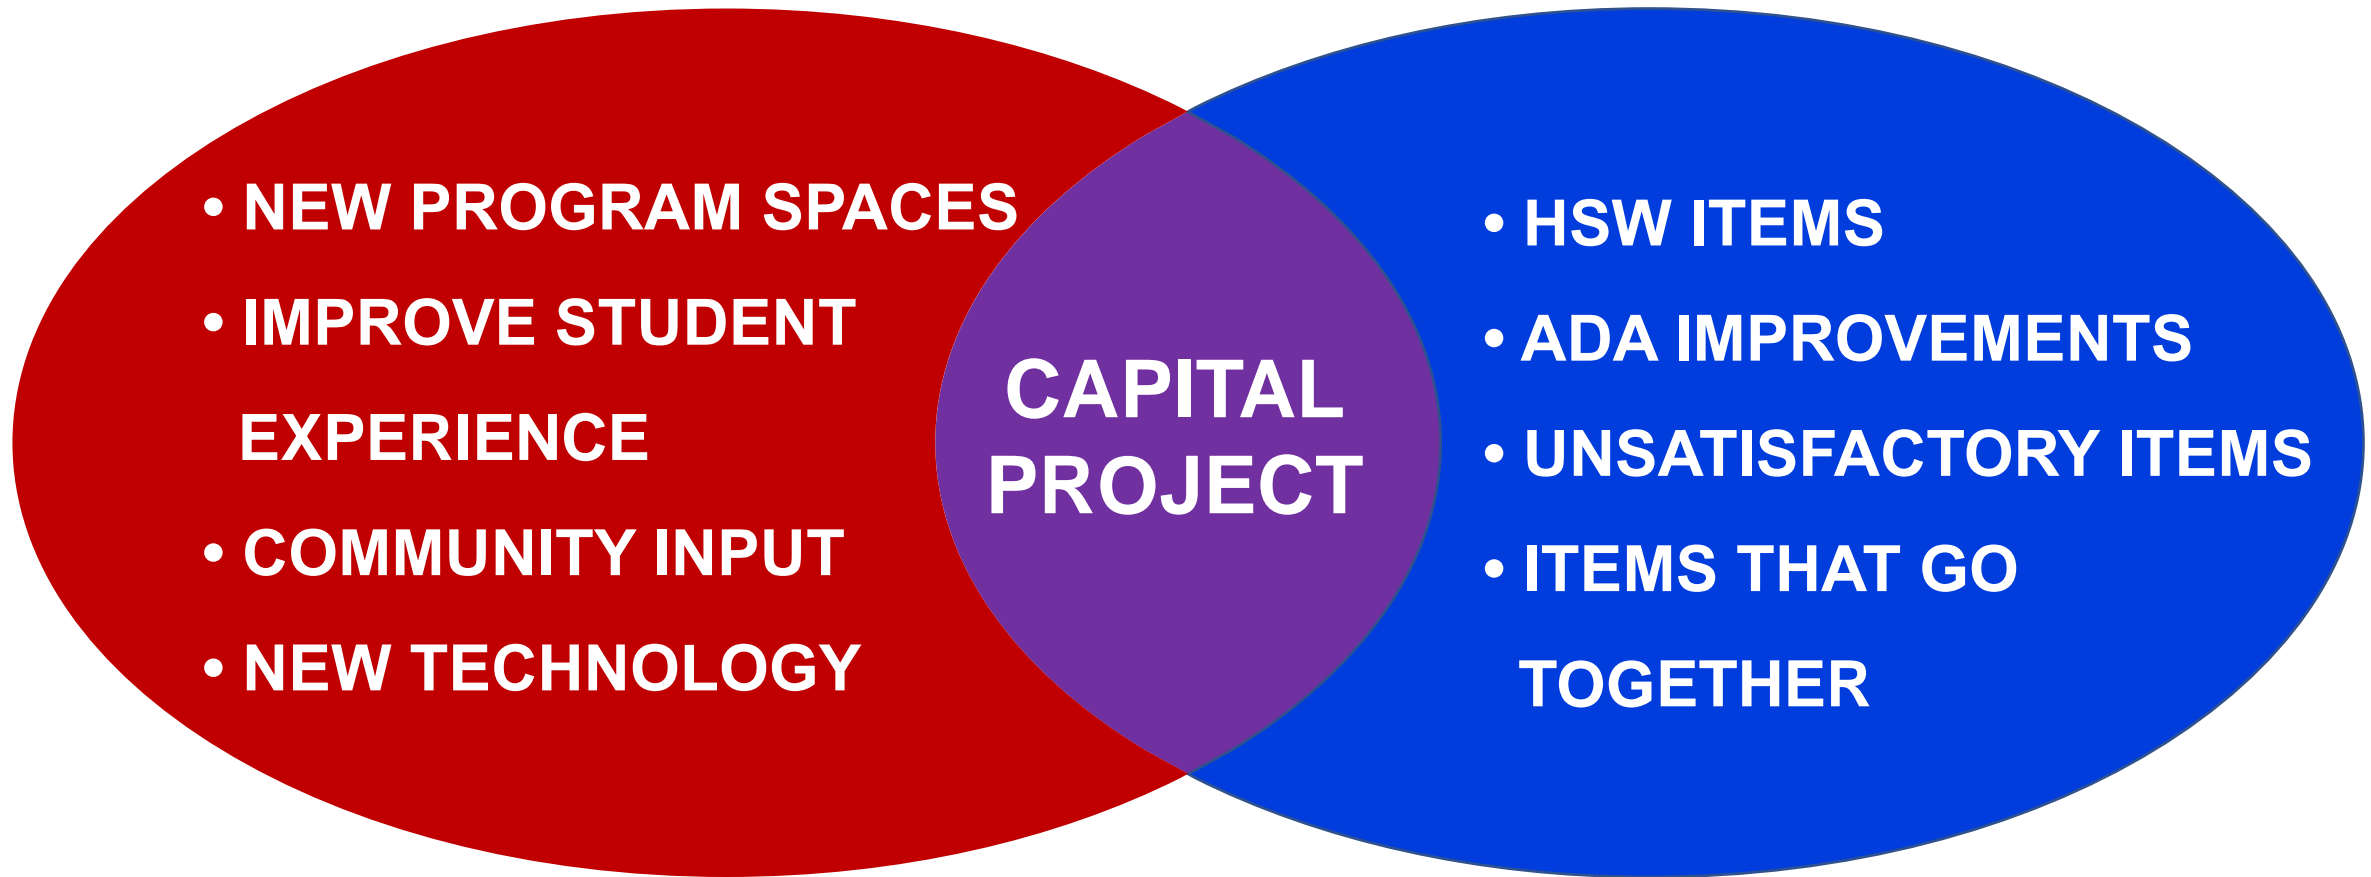 • NEW PROGRAM SPACES
• IMPROVE STUDENT
EXPERIENCE
• COMMUNITY INPUT
• NEW TECHNOLOGY
CAPITAL
PROJECT
• HSW ITEMS
• ADA IMPROVEMENTS
• UNSATISFACTORY ITEMS
• ITEMS THAT GO
TOGETHER